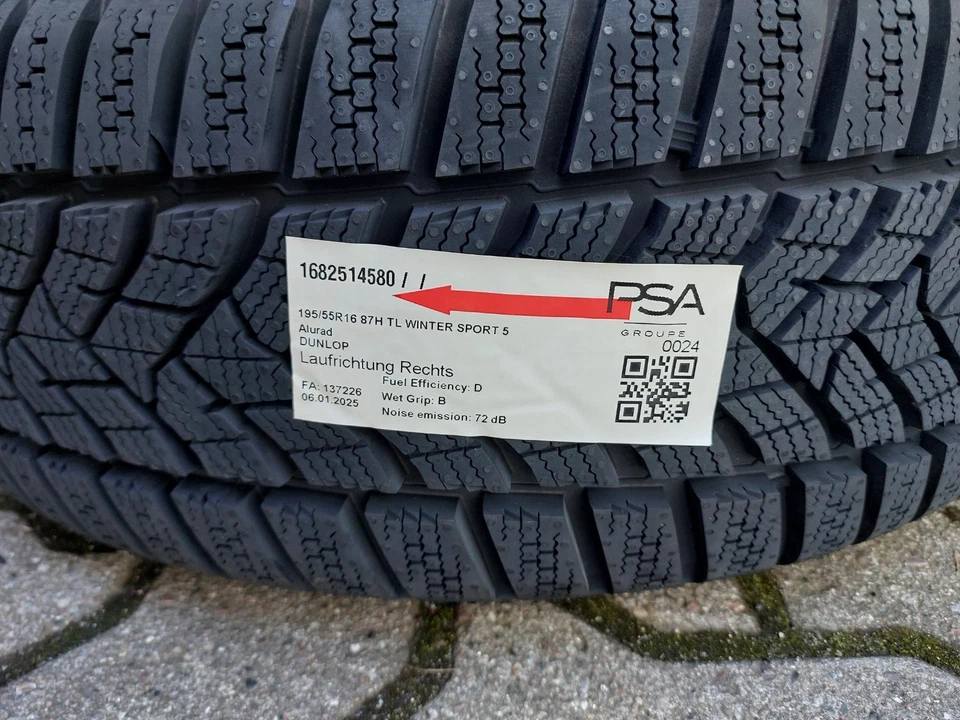 1682514580 / /
PSA
GROUPE
0024
195/55R16 87H TL WINTER SPORT 5
Alurad
DUNLOP
Laufrichtung Rechts
Fuel Efficiency: D
FA: 137226
Wet Grip: B
06.01.2025
Noise emission: 72 dB